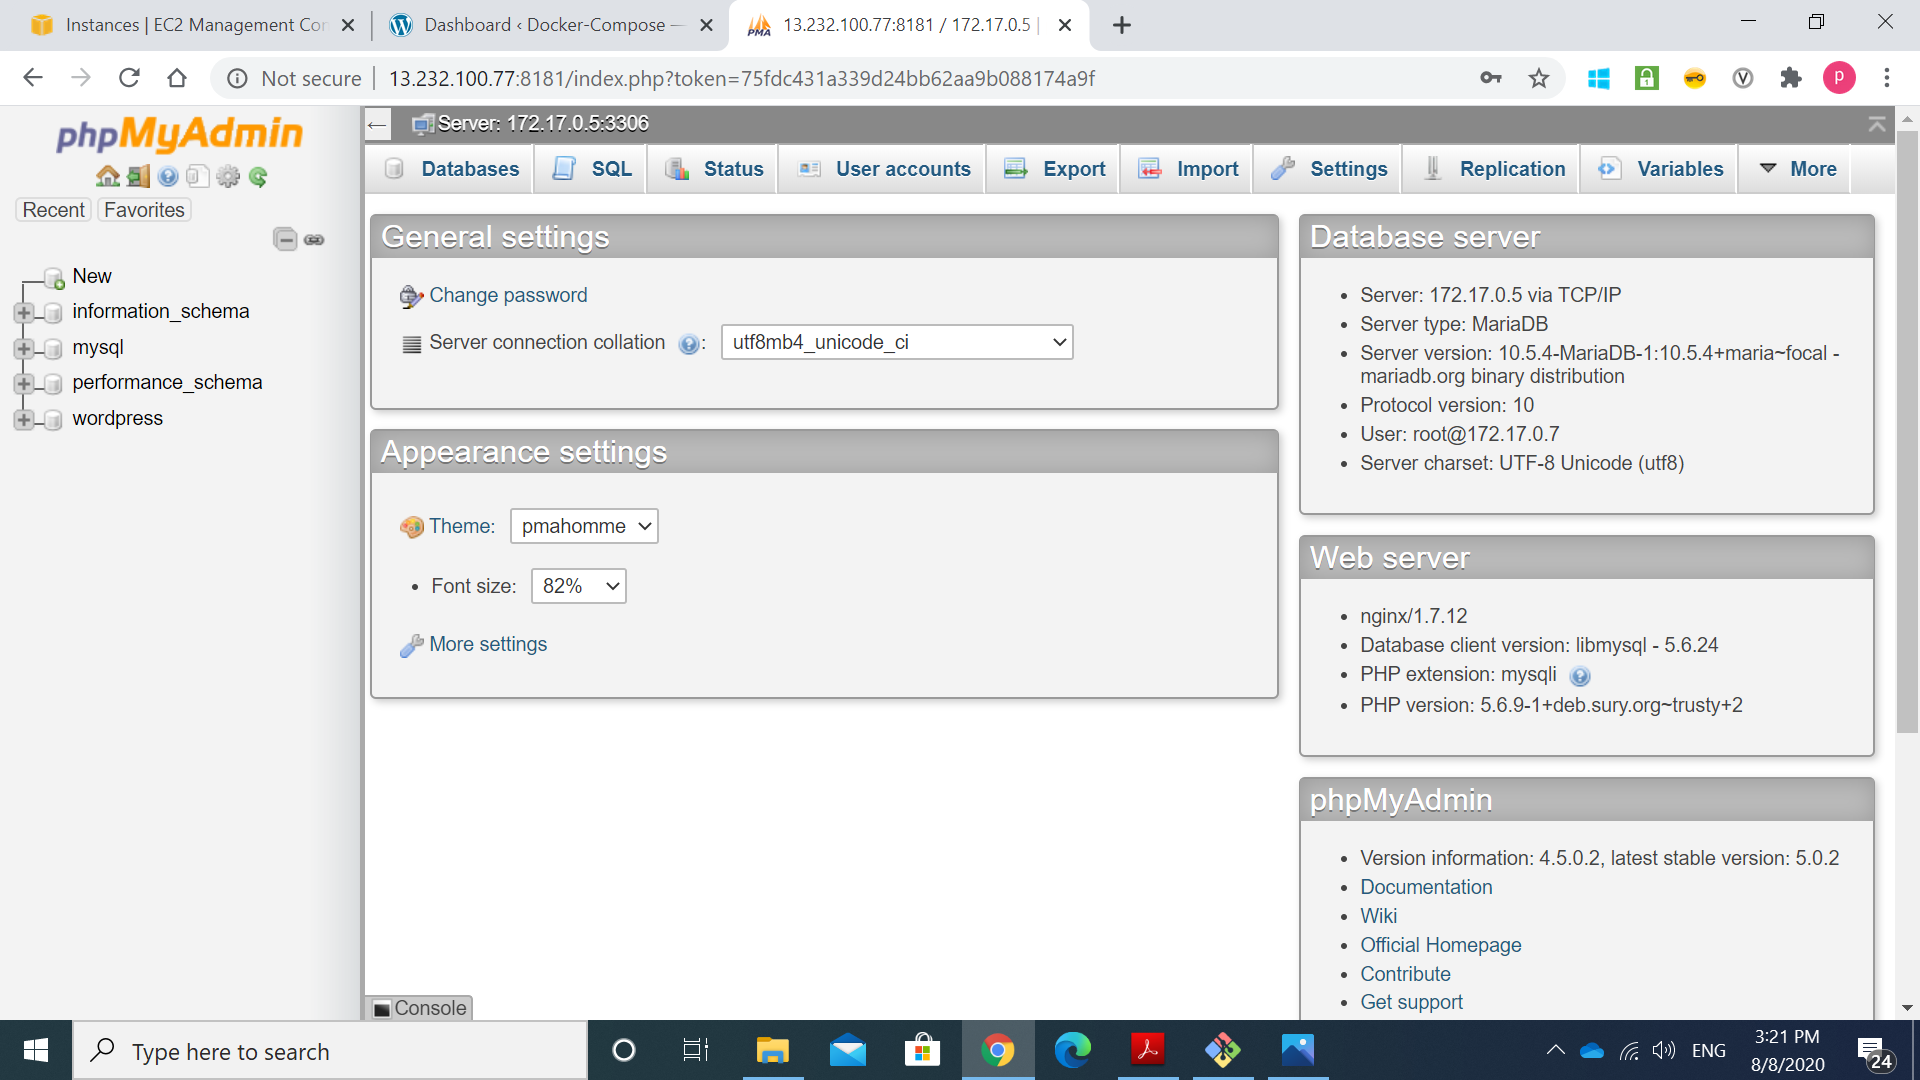 Instances | EC2 Management Con
Dashboard ‹ Docker-Compose —
13.232.100.77:8181 / 172.17.0.5 |
Not secure
13.232.100.77:8181/index.php?token=75fdc431a339d24bb62aa9b088174a9f
p
phpMyAdmin
Recent
Favorites
New
information_schema
mysql
performance_schema
wordpress
Server: 172.17.0.5:3306
Databases
SQL
Status
User accounts
Export
Import
Settings
Replication
Variables
More
General settings
Change password
Server connection collation
:
utf8mb4_unicode_ci
Appearance settings
Theme:
pmahomme
Font size:
82%
More settings
Database server
Server: 172.17.0.5 via TCP/IP
Server type: MariaDB
Server version: 10.5.4-MariaDB-1:10.5.4+maria~focal -
mariadb.org binary distribution
Protocol version: 10
User: root@172.17.0.7
Server charset: UTF-8 Unicode (utf8)
Web server
nginx/1.7.12
Database client version: libmysql - 5.6.24
PHP extension: mysqli
PHP version: 5.6.9-1+deb.sury.org~trusty+2
phpMyAdmin
Version information: 4.5.0.2, latest stable version: 5.0.2
Documentation
Wiki
Official Homepage
Contribute
Get support
Console
Type here to search
ENG
3:21 PM
8/8/2020
24